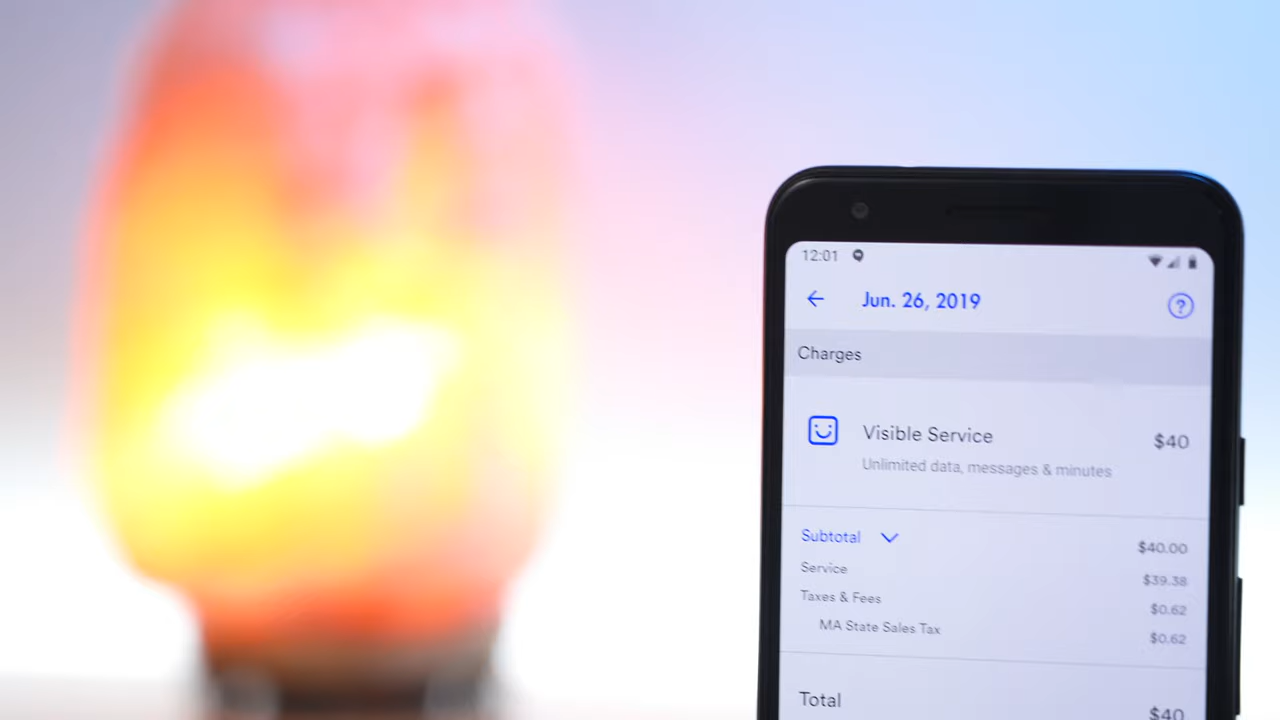 12:01
Jun. 26, 2019
?
Charges
Visible Service $40
Unlimited data, messages & minutes
Subtotal $40.00
Service $39.38
Taxes & Fees $0.62
MA State Sales Tax $0.62
Total $40